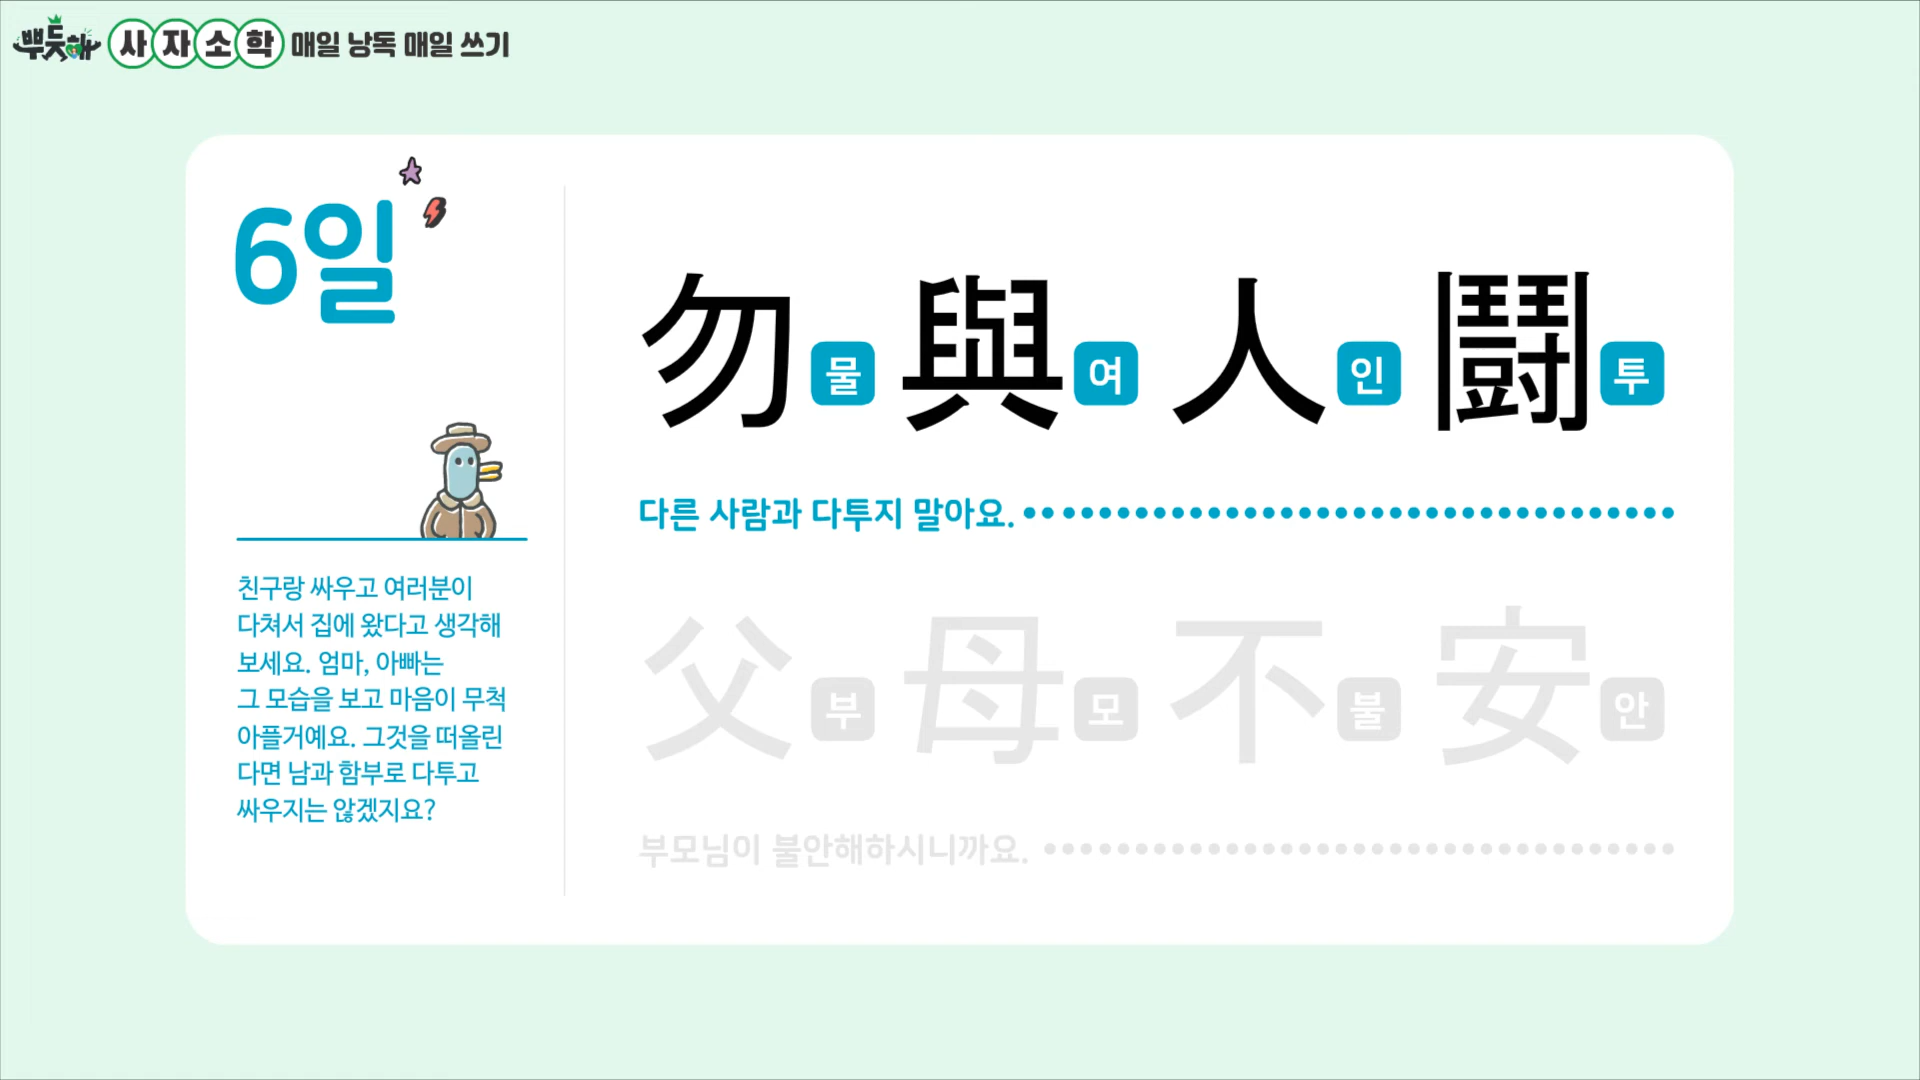 뿌듯해 사자소학 매일 낭독 매일 쓰기
6일
친구랑 싸우고 여러분이
다쳐서 집에 왔다고 생각해
보세요. 엄마, 아빠는
그 모습을 보고 마음이 무척
아플거예요. 그것을 떠올린
다면 남과 함부로 다투고
싸우지는 않겠지요?
勿물 與여 人인 鬪투
다른 사람과 다투지 말아요.
父부 母모 不불 安안
부모님이 불안해하시니까요.